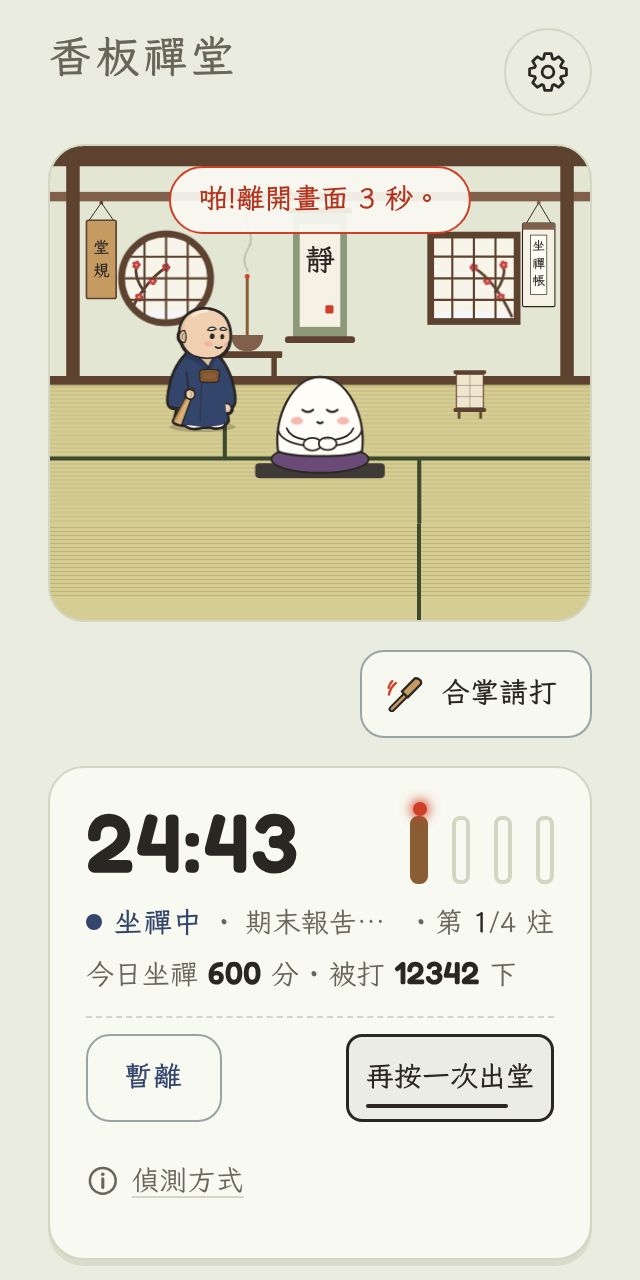 香板禪堂
啪!離開畫面 3 秒。
堂規
靜
坐禪帳
合掌請打
24:43
坐禪中 · 期末報告… · 第 1/4 炷
今日坐禪 600 分·被打 12342 下
暫離
再按一次出堂
偵測方式